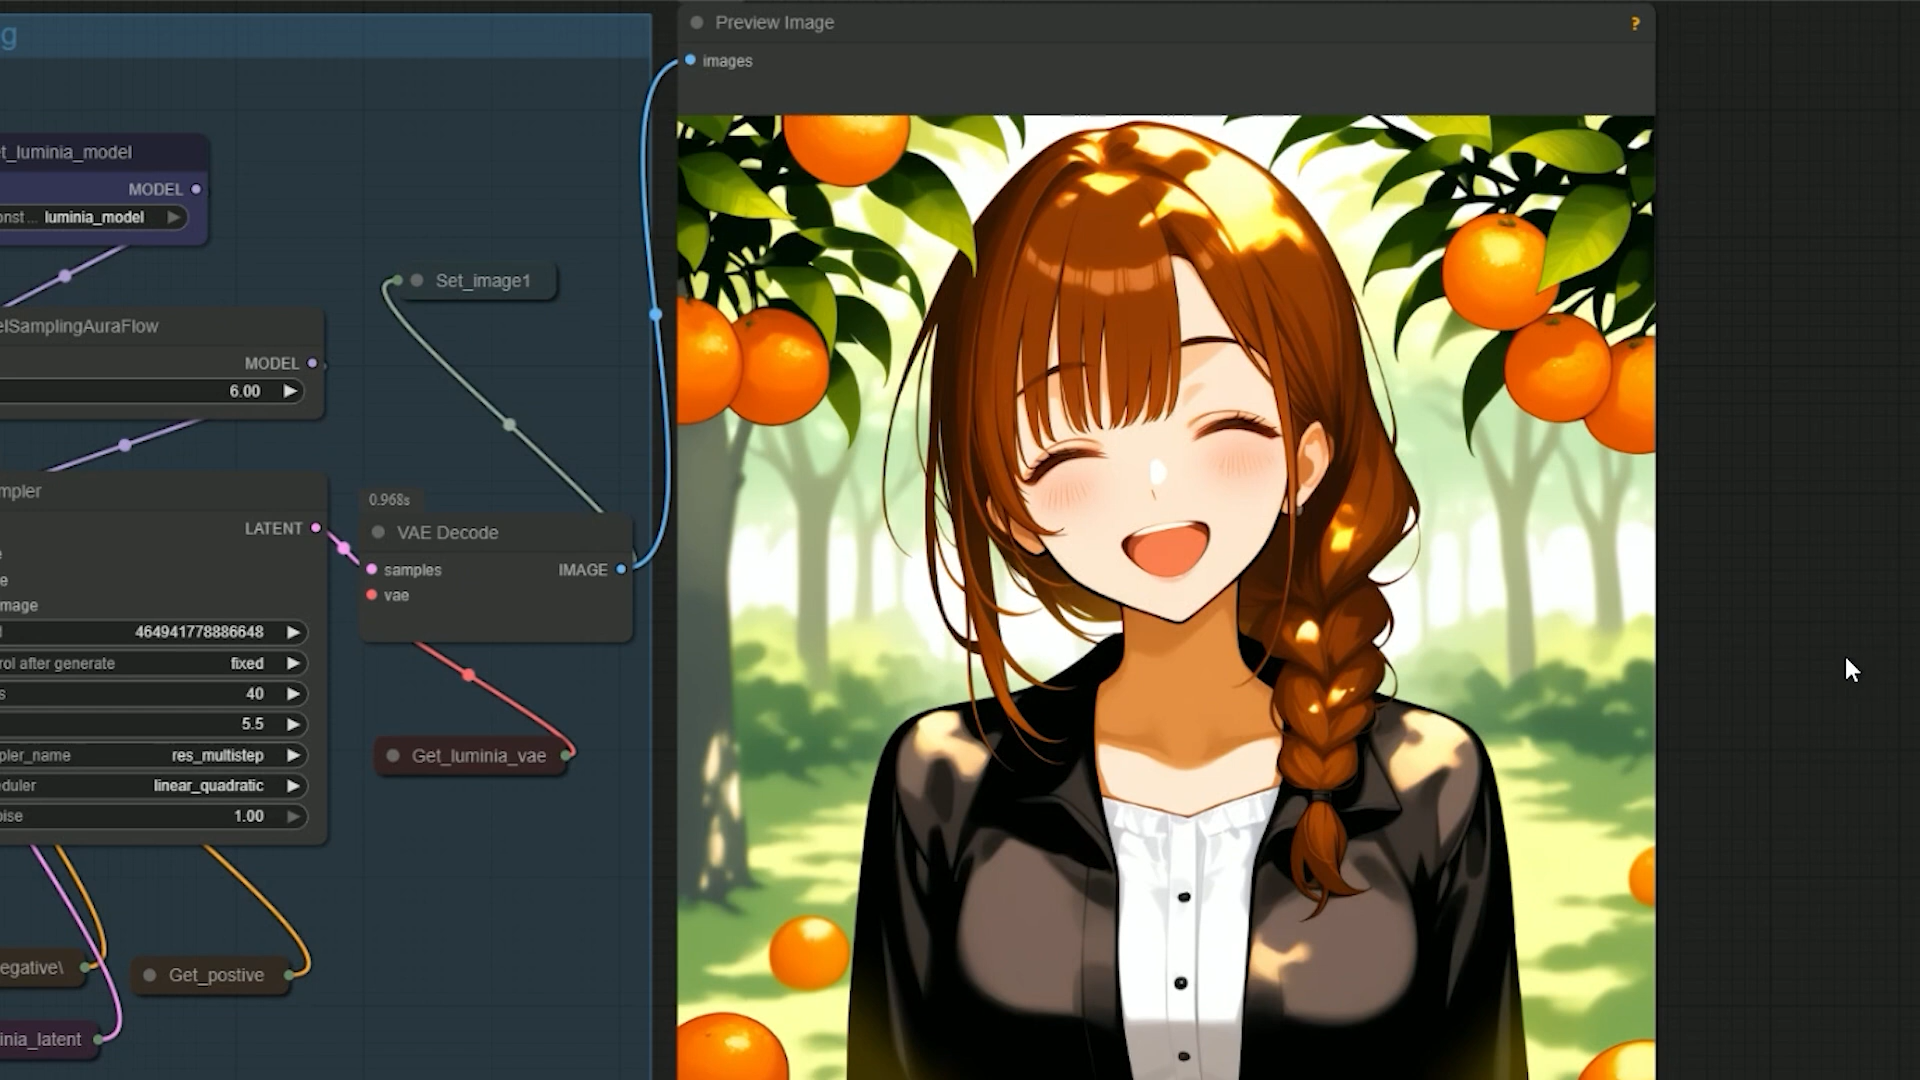 g
Preview Image
?
images
t_luminia_model
MODEL
onst ... luminia_model
Set_image1
elSamplingAuraFlow
MODEL
6.00
mpler
0.968s
LATENT
VAE Decode
e
samples
IMAGE
e
vae
mage
d 464941778886648
rol after generate fixed
s 40
5.5
pler_name res_multistep
Get_luminia_vae
eduler linear_quadratic
oise 1.00
egative\
Get_postive
inia_latent